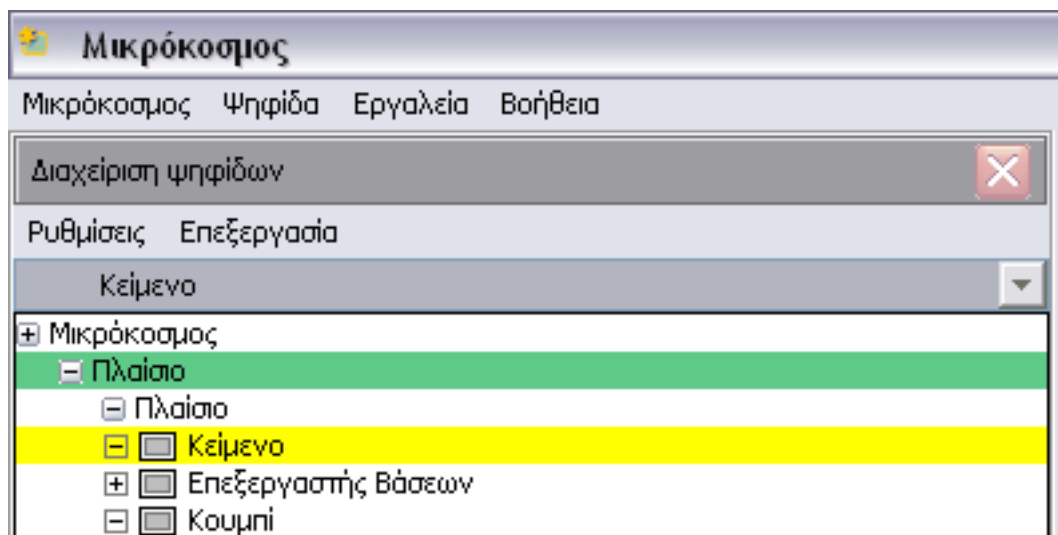 Μικρόκοσμος
Μικρόκοσμος Ψηφίδα Εργαλεία Βοήθεια
Διαχείριση ψηφίδων
Ρυθμίσεις Επεξεργασία
Κείμενο
Μικρόκοσμος
Πλαίσιο
Πλαίσιο
Κείμενο
Επεξεργαστής Βάσεων
Κουμπί